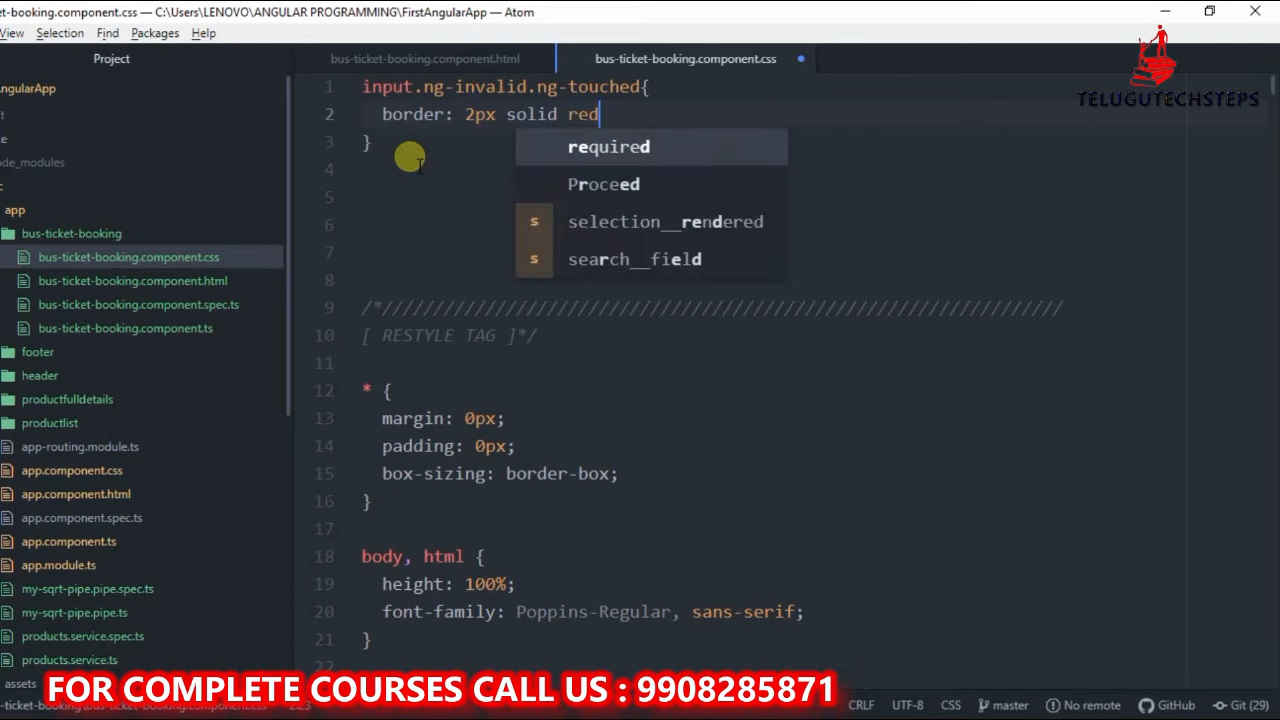 et-booking.component.css — C:\Users\LENOVO\ANGULAR PROGRAMMING\FirstAngularApp — Atom
View Selection Find Packages Help
Project
bus-ticket-booking.component.html
bus-ticket-booking.component.css
TELUGUTECHSTEPS
ngularApp
t
e
ode_modules
c
app
bus-ticket-booking
bus-ticket-booking.component.css
bus-ticket-booking.component.html
bus-ticket-booking.component.spec.ts
bus-ticket-booking.component.ts
footer
header
productfulldetails
productlist
app-routing.module.ts
app.component.css
app.component.html
app.component.spec.ts
app.component.ts
app.module.ts
my-sqrt-pipe.pipe.spec.ts
my-sqrt-pipe.pipe.ts
products.service.spec.ts
products.service.ts
assets
1 input.ng-invalid.ng-touched{
2 border: 2px solid red
3 }
4
5
6
7
8
required
Proceed
s selection__rendered
s search__field
9 /*//////////////////////////////////////////////////////////////////
10 [ RESTYLE TAG ]*/
11
12 * {
13 margin: 0px;
14 padding: 0px;
15 box-sizing: border-box;
16 }
17
18 body, html {
19 height: 100%;
20 font-family: Poppins-Regular, sans-serif;
21 }
22
FOR COMPLETE COURSES CALL US : 9908285871
CRLF UTF-8 CSS master No remote GitHub Git (29)